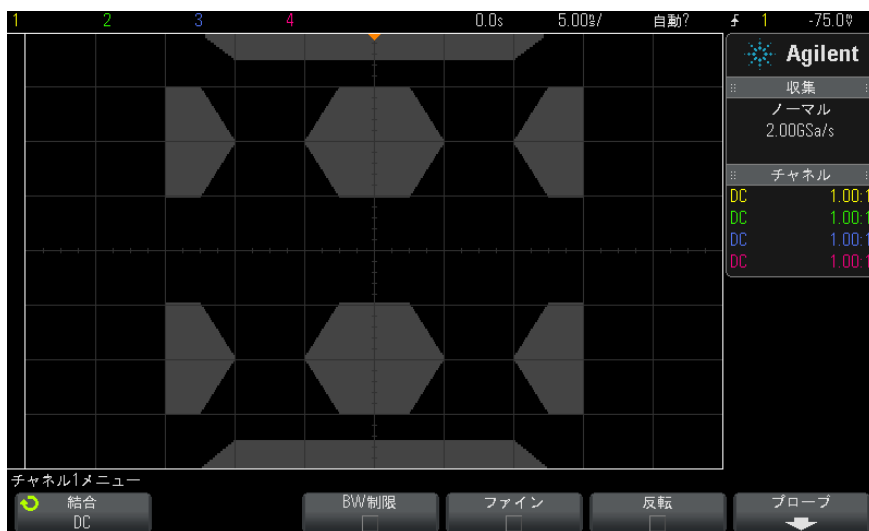 1 2 3 4 0.0s 5.00㎱/ 自動? 1 -75.0
Agilent
収集
ノーマル
2.00GSa/s
チャネル
DC 1.00:1
DC 1.00:1
DC 1.00:1
DC 1.00:1
チャネル1メニュー
結合
DC
BW制限
ファイン
反転
プローブ